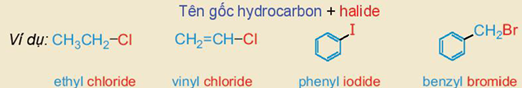 Tên gốc hydrocarbon + halide
Ví dụ: CH₃CH₂–Cl CH₂=CH–Cl I CH₂Br
ethyl chloride vinyl chloride phenyl iodide benzyl bromide